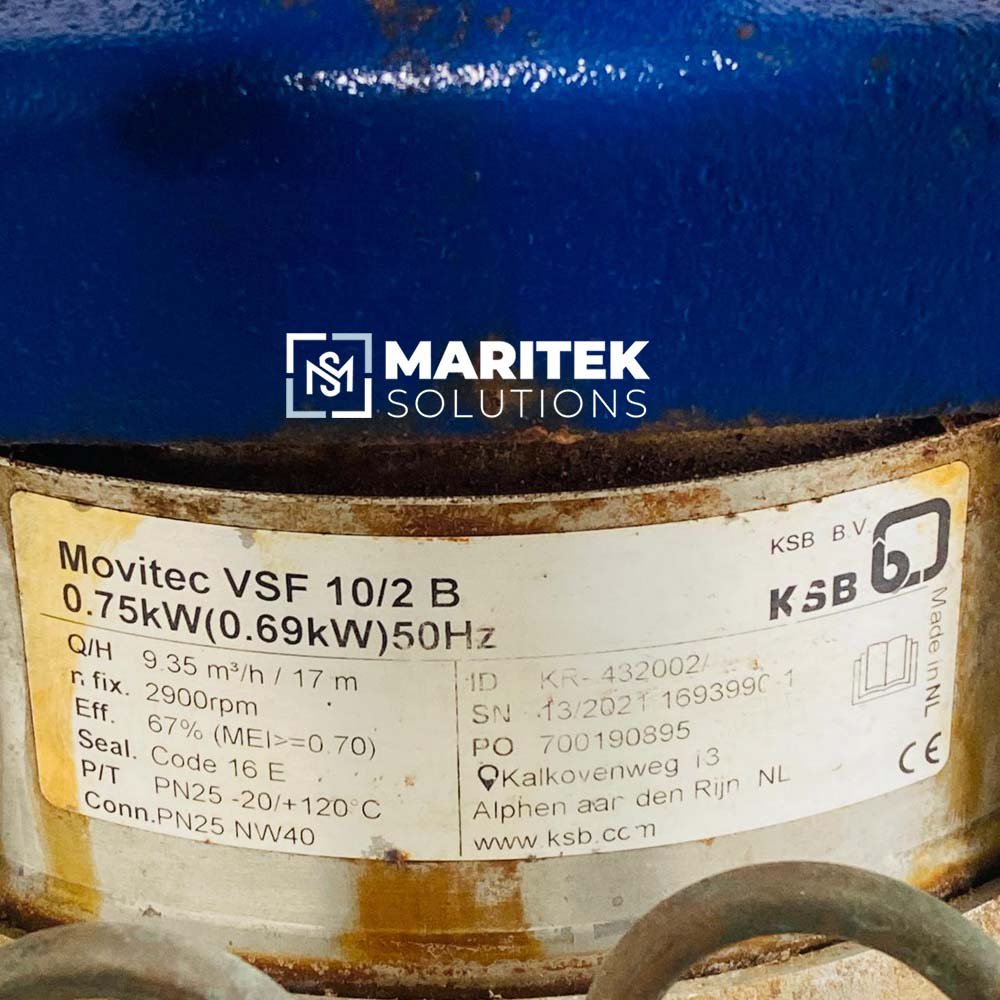 MARITEK
SOLUTIONS
Movitec VSF 10/2 B
0.75kW(0.69kW)50Hz
Q/H 9.35 m³/h / 17 m
n fix. 2900rpm
Eff. 67% (MEI>=0.70)
Seal. Code 16 E
P/T PN25 -20/+120°C
Conn. PN25 NW40
KSB B.V.
KSB
Made in NL
ID KR- 432002/
SN 13/2021 1693990 1
PO 700190895
Kalkovenweg 13
Alphen aan den Rijn NL
www.ksb.com
CE